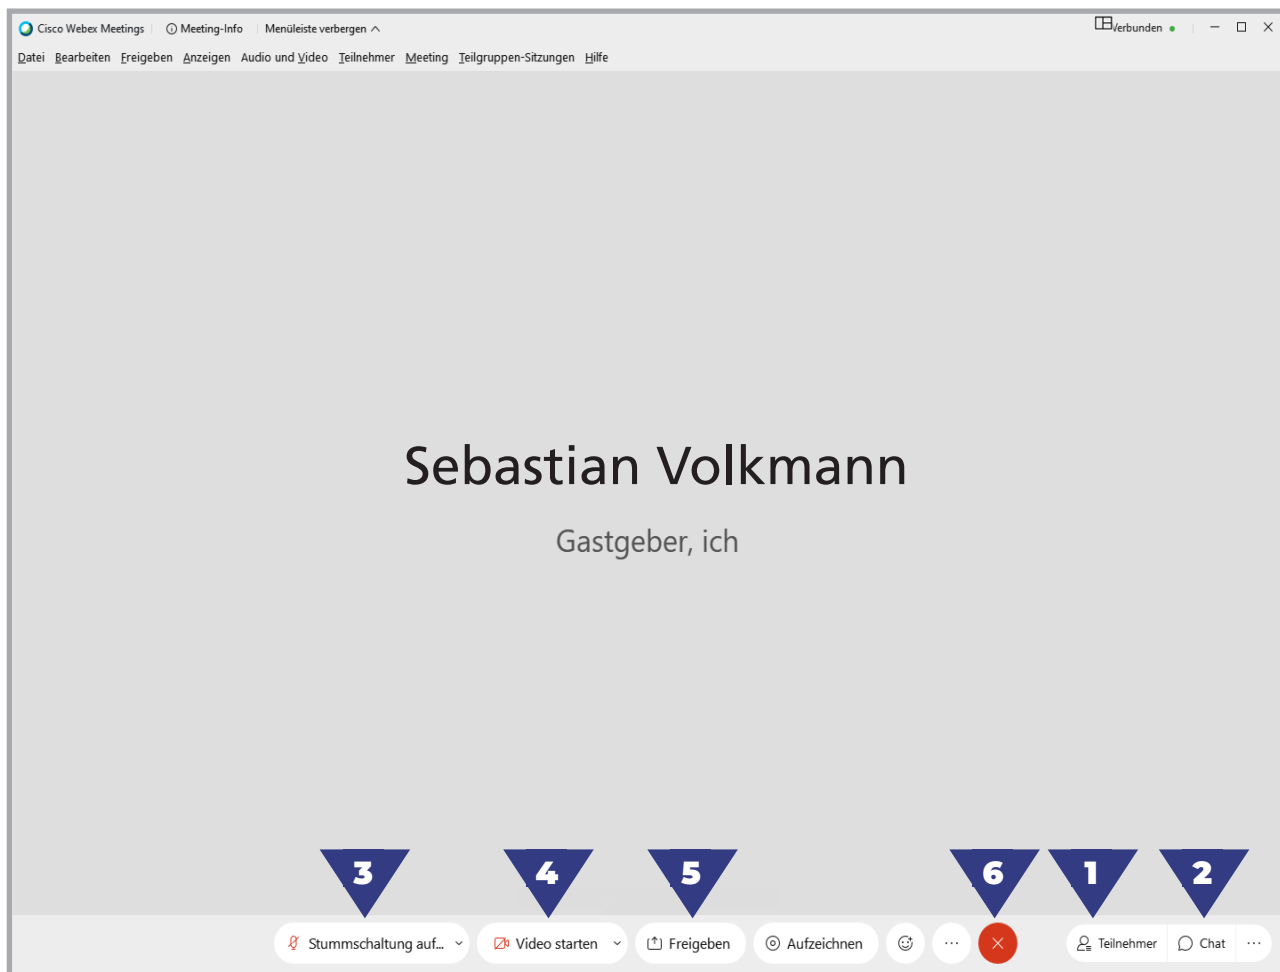 Cisco Webex Meetings Meeting-Info Menüleiste verbergen Verbunden
Datei Bearbeiten Freigeben Anzeigen Audio und Video Teilnehmer Meeting Teilgruppen-Sitzungen Hilfe
Sebastian Volkmann
Gastgeber, ich
3 4 5 6 1 2
Stummschaltung auf... Video starten Freigeben Aufzeichnen Teilnehmer Chat